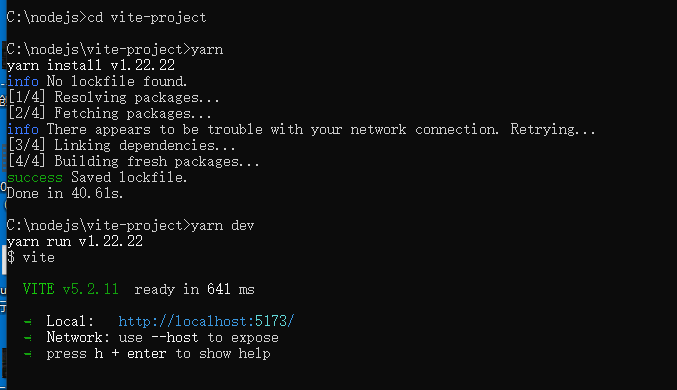 C:\nodejs>cd vite-project
C:\nodejs\vite-project>yarn
yarn install v1.22.22
info No lockfile found.
[1/4] Resolving packages...
[2/4] Fetching packages...
info There appears to be trouble with your network connection. Retrying...
[3/4] Linking dependencies...
[4/4] Building fresh packages...
success Saved lockfile.
Done in 40.61s.
C:\nodejs\vite-project>yarn dev
yarn run v1.22.22
$ vite
VITE v5.2.11 ready in 641 ms
➜ Local: http://localhost:5173/
➜ Network: use --host to expose
➜ press h + enter to show help